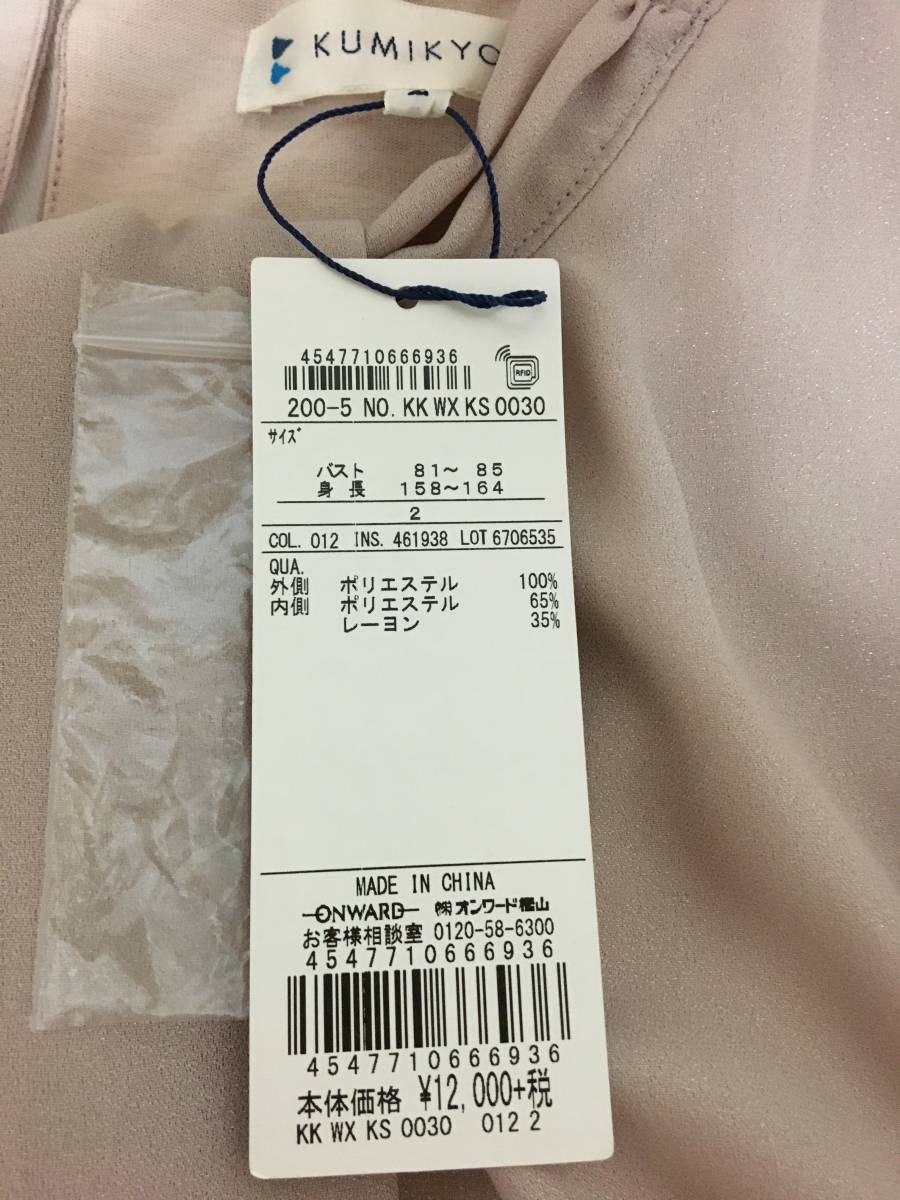 KUMIKYO
4547710666936
RFID
200-5 NO. KK WX KS 0030
サイズ
バスト 81～ 85
身 長 158～164
2
COL. 012 INS. 461938 LOT 6706535
QUA.
外側 ポリエステル 100%
内側 ポリエステル 65%
レーヨン 35%
MADE IN CHINA
ONWARD ㈱オンワード樫山
お客様相談室 0120-58-6300
4547710666936
4547710666936
本体価格 ¥12,000+税
KK WX KS 0030 012 2